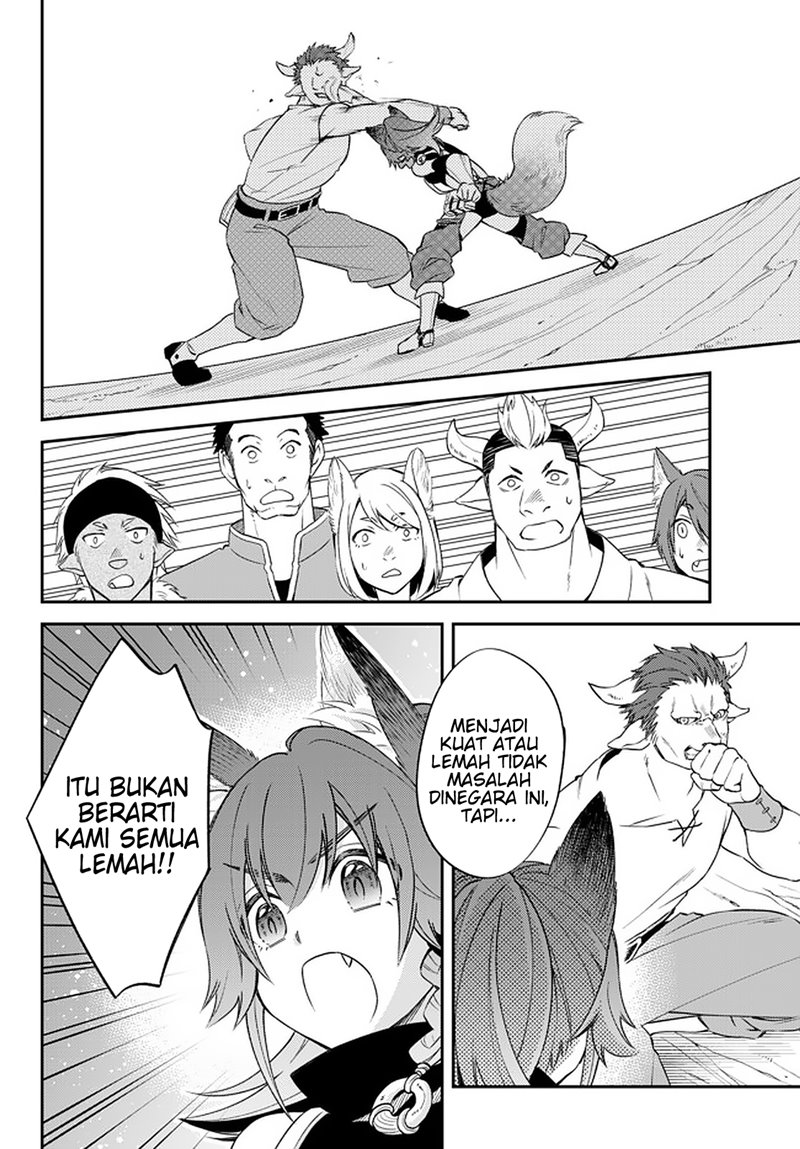 MENJADI
KUAT ATAU
LEMAH TIDAK
MASALAH
DINEGARA INI,
TAPI...
ITU BUKAN
BERARTI
KAMI SEMUA
LEMAH!!